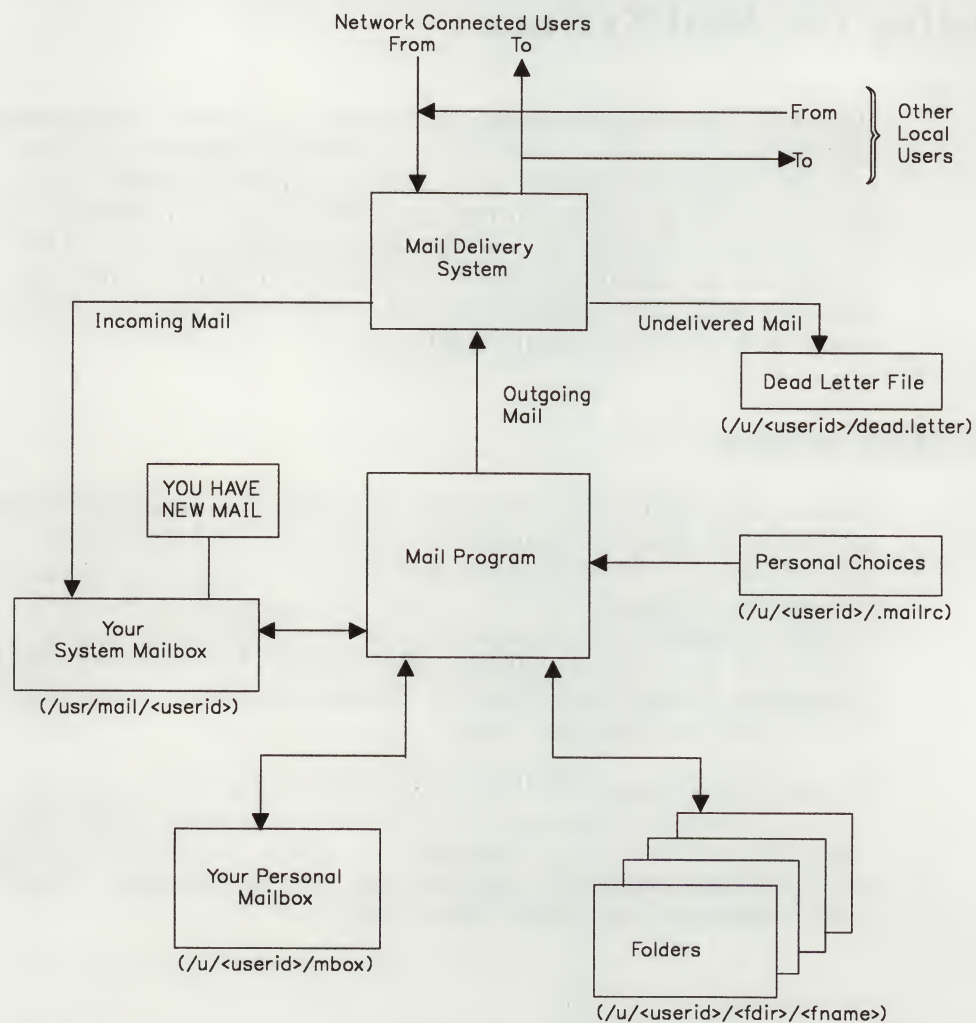 Network Connected Users
From To
From
To
Other
Local
Users
Mail Delivery
System
Incoming Mail
Undelivered Mail
Dead Letter File
(/u/<userid>/dead.letter)
Outgoing
Mail
YOU HAVE
NEW MAIL
Mail Program
Personal Choices
(/u/<userid>/.mailrc)
Your
System Mailbox
(/usr/mail/<userid>)
Your Personal
Mailbox
(/u/<userid>/mbox)
Folders
(/u/<userid>/<fdir>/<fname>)